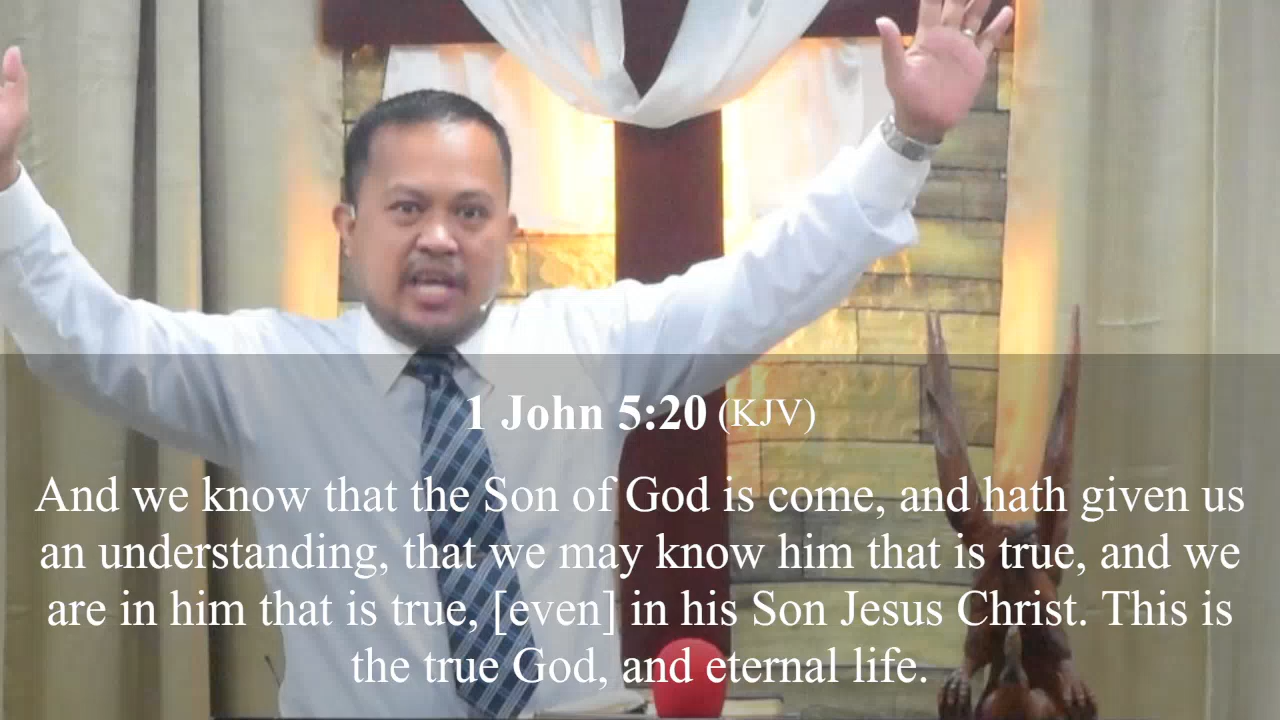 1 John 5:20 (KJV)
And we know that the Son of God is come, and hath given us
an understanding, that we may know him that is true, and we
are in him that is true, [even] in his Son Jesus Christ. This is
the true God, and eternal life.